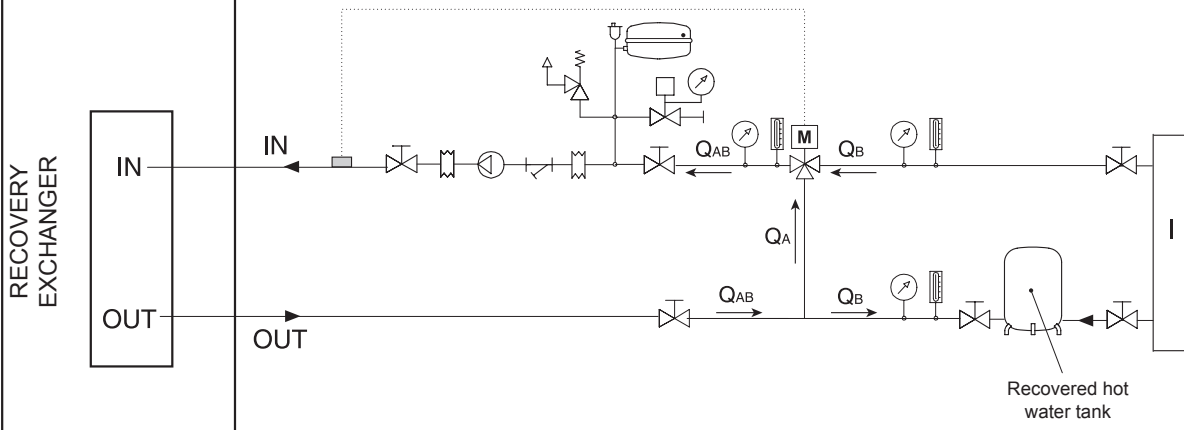 RECOVERY
EXCHANGER
IN
OUT
IN
OUT
M
QAB
QB
QA
QAB
QB
I
Recovered hot
water tank